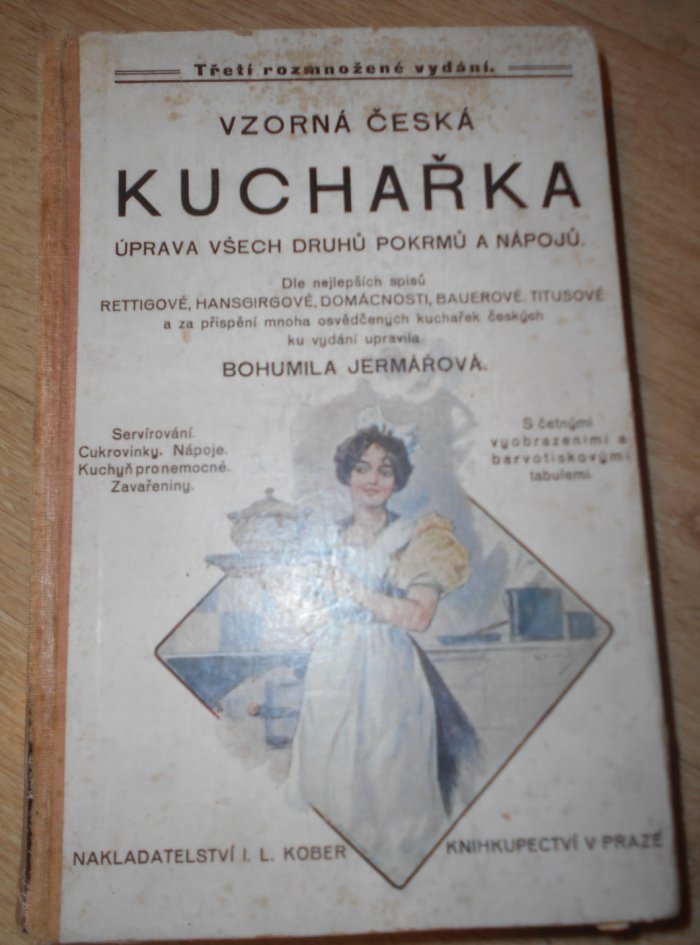 Třetí rozmnožené vydání.
VZORNÁ ČESKÁ
KUCHAŘKA
ÚPRAVA VŠECH DRUHŮ POKRMŮ A NÁPOJŮ.
Dle nejlepších spisů
RETTIGOVÉ, HANSGIRGOVÉ, DOMÁCNOSTI, BAUEROVÉ, TITUSOVÉ
a za přispění mnoha osvědčených kuchařek českých
ku vydání upravila
BOHUMILA JERMÁŘOVÁ.
Servírování.
Cukrovinky. Nápoje.
Kuchyň pro nemocné.
Zavařeniny.
S četnými
vyobrazeními a
barvotiskovými
tabulemi.
NAKLADATELSTVÍ I. L. KOBER
KNIHKUPECTVÍ V PRAZE